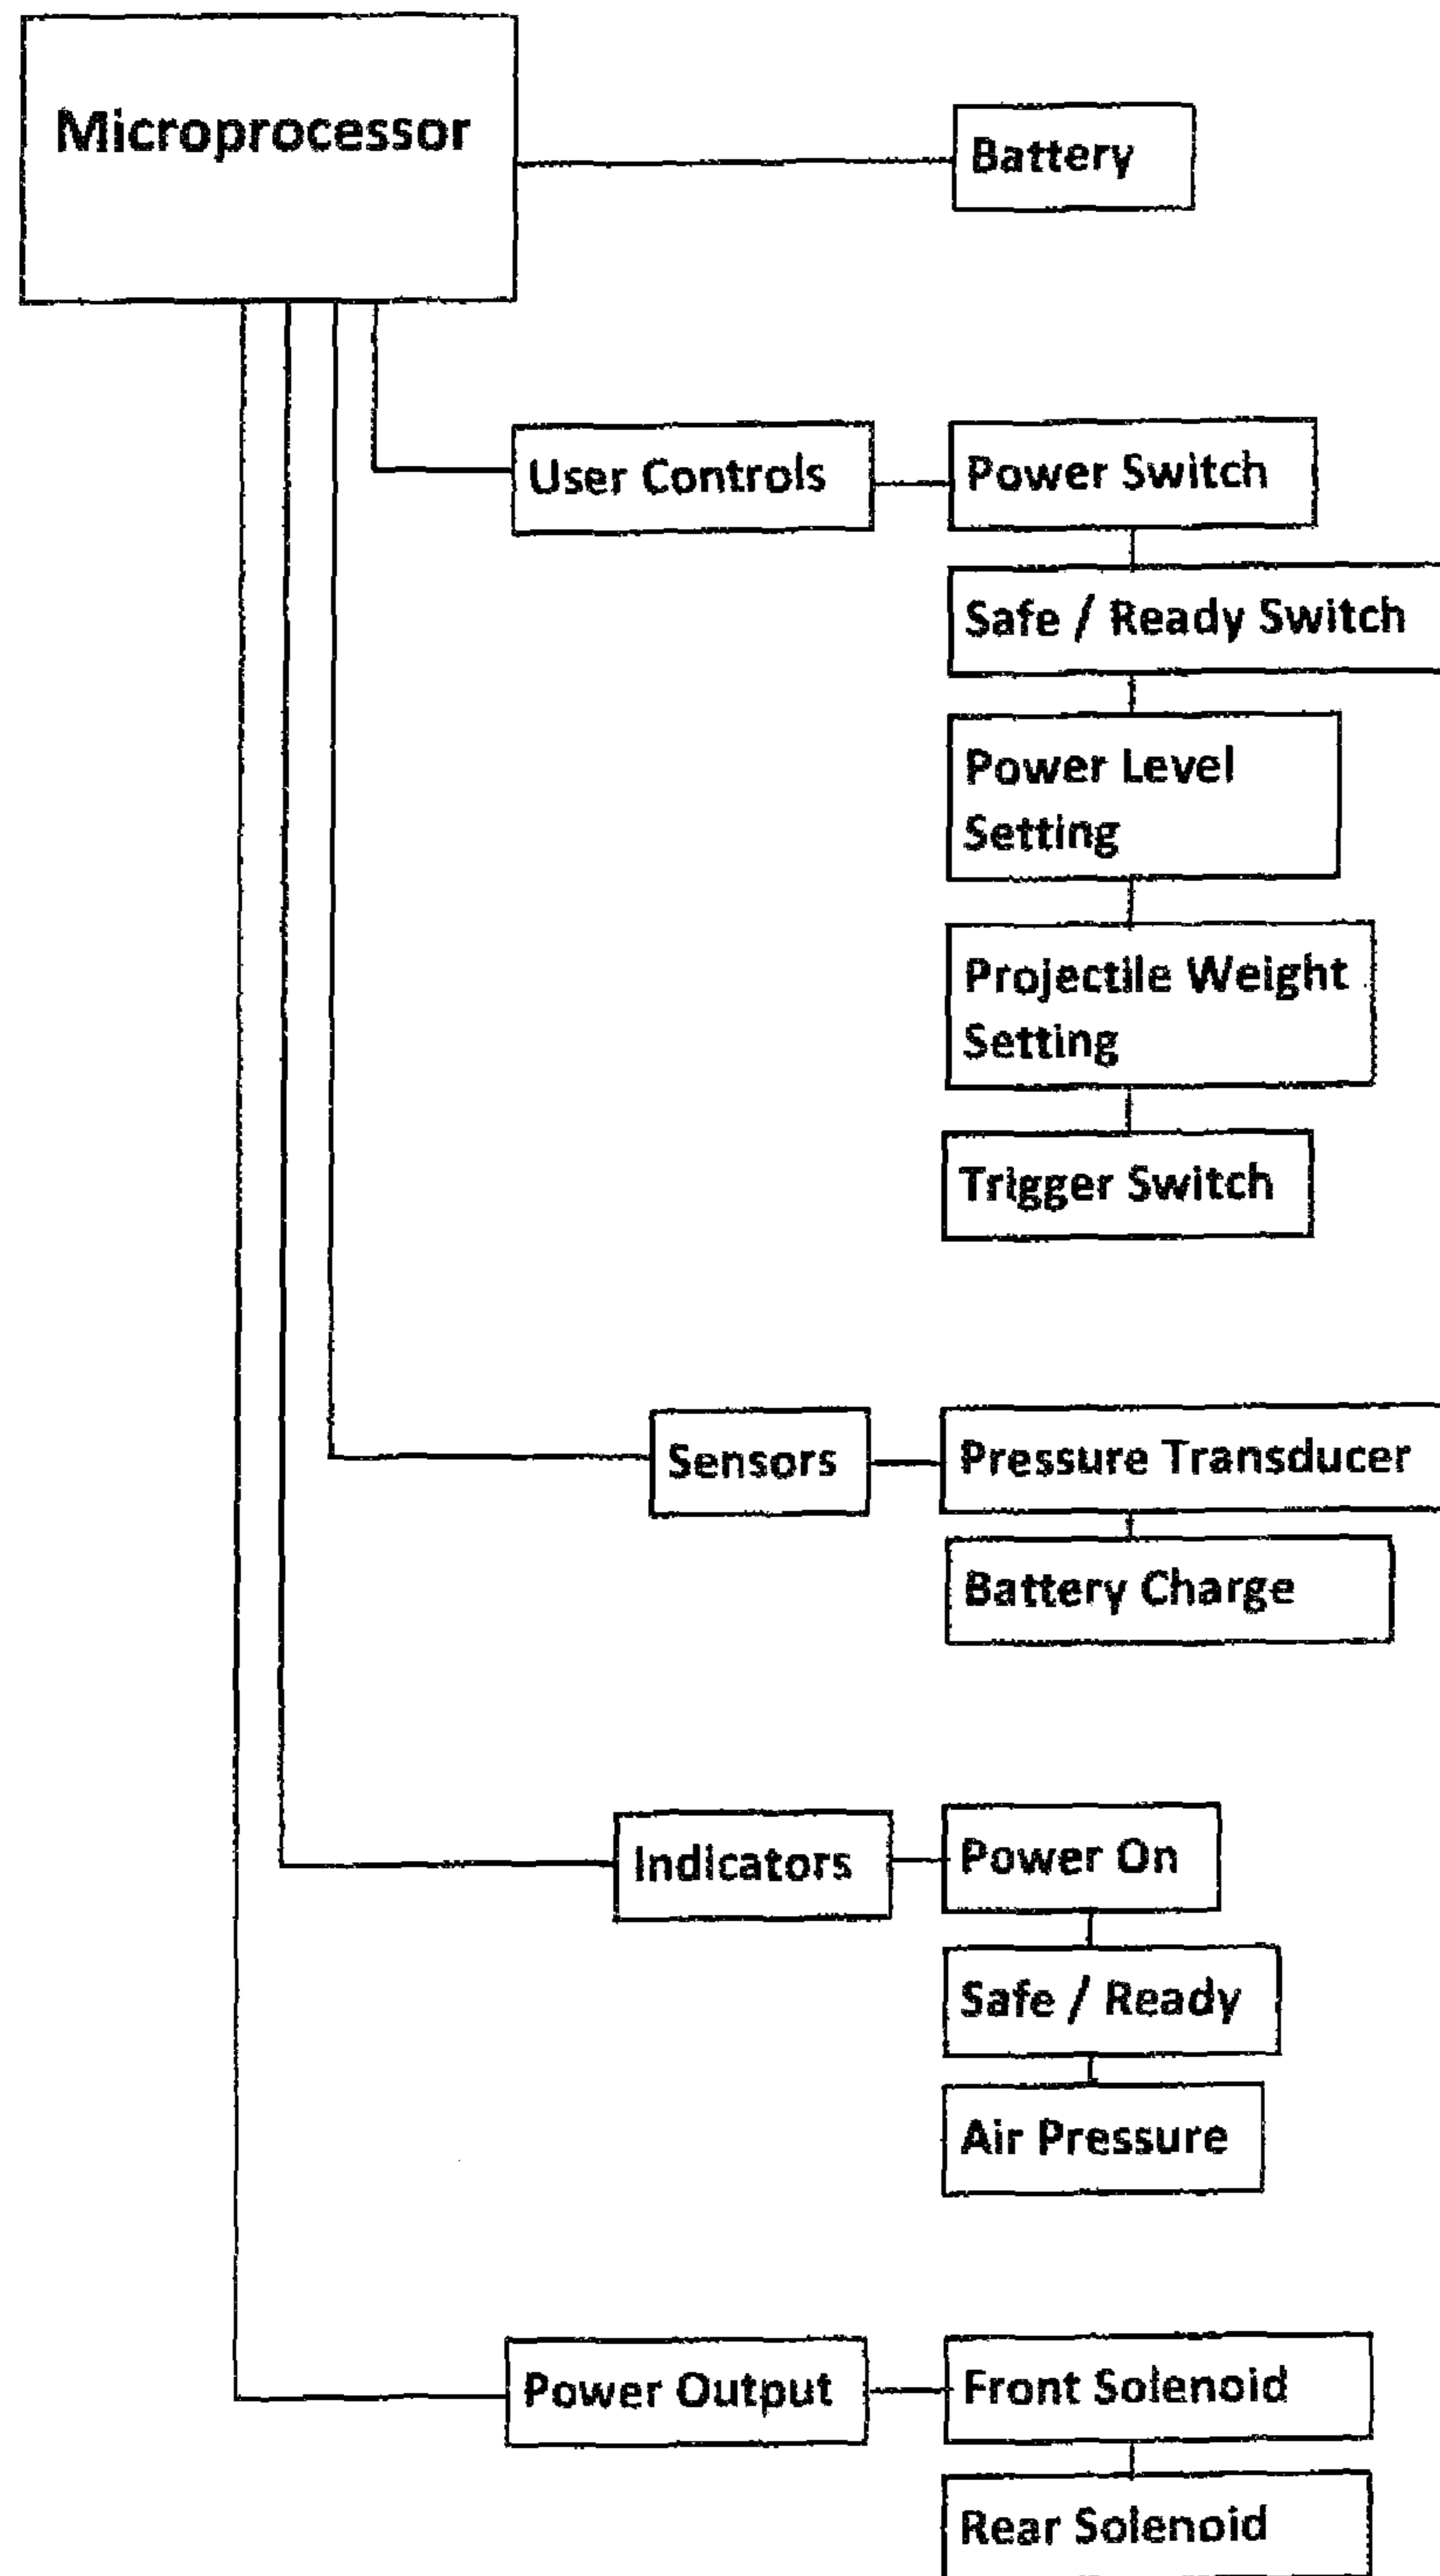 Microprocessor
Battery
User Controls
Power Switch
Safe / Ready Switch
Power Level
Setting
Projectile Weight
Setting
Trigger Switch
Sensors
Pressure Transducer
Battery Charge
Indicators
Power On
Safe / Ready
Air Pressure
Power Output
Front Solenoid
Rear Solenoid